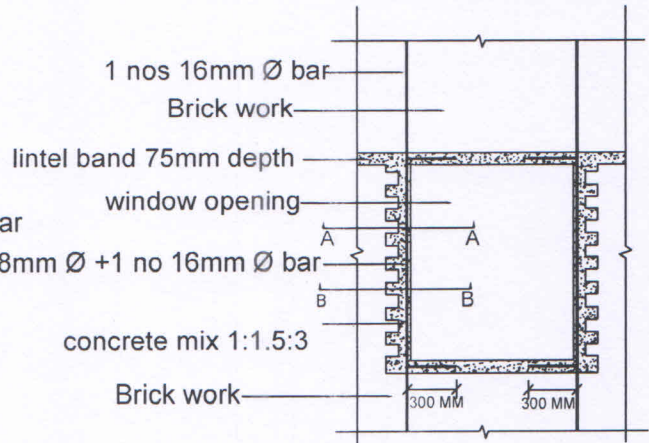 1 nos 16mm Ø bar
Brick work
lintel band 75mm depth
window opening
ar
A A
8mm Ø +1 no 16mm Ø bar
B B
concrete mix 1:1.5:3
Brick work
300 MM 300 MM